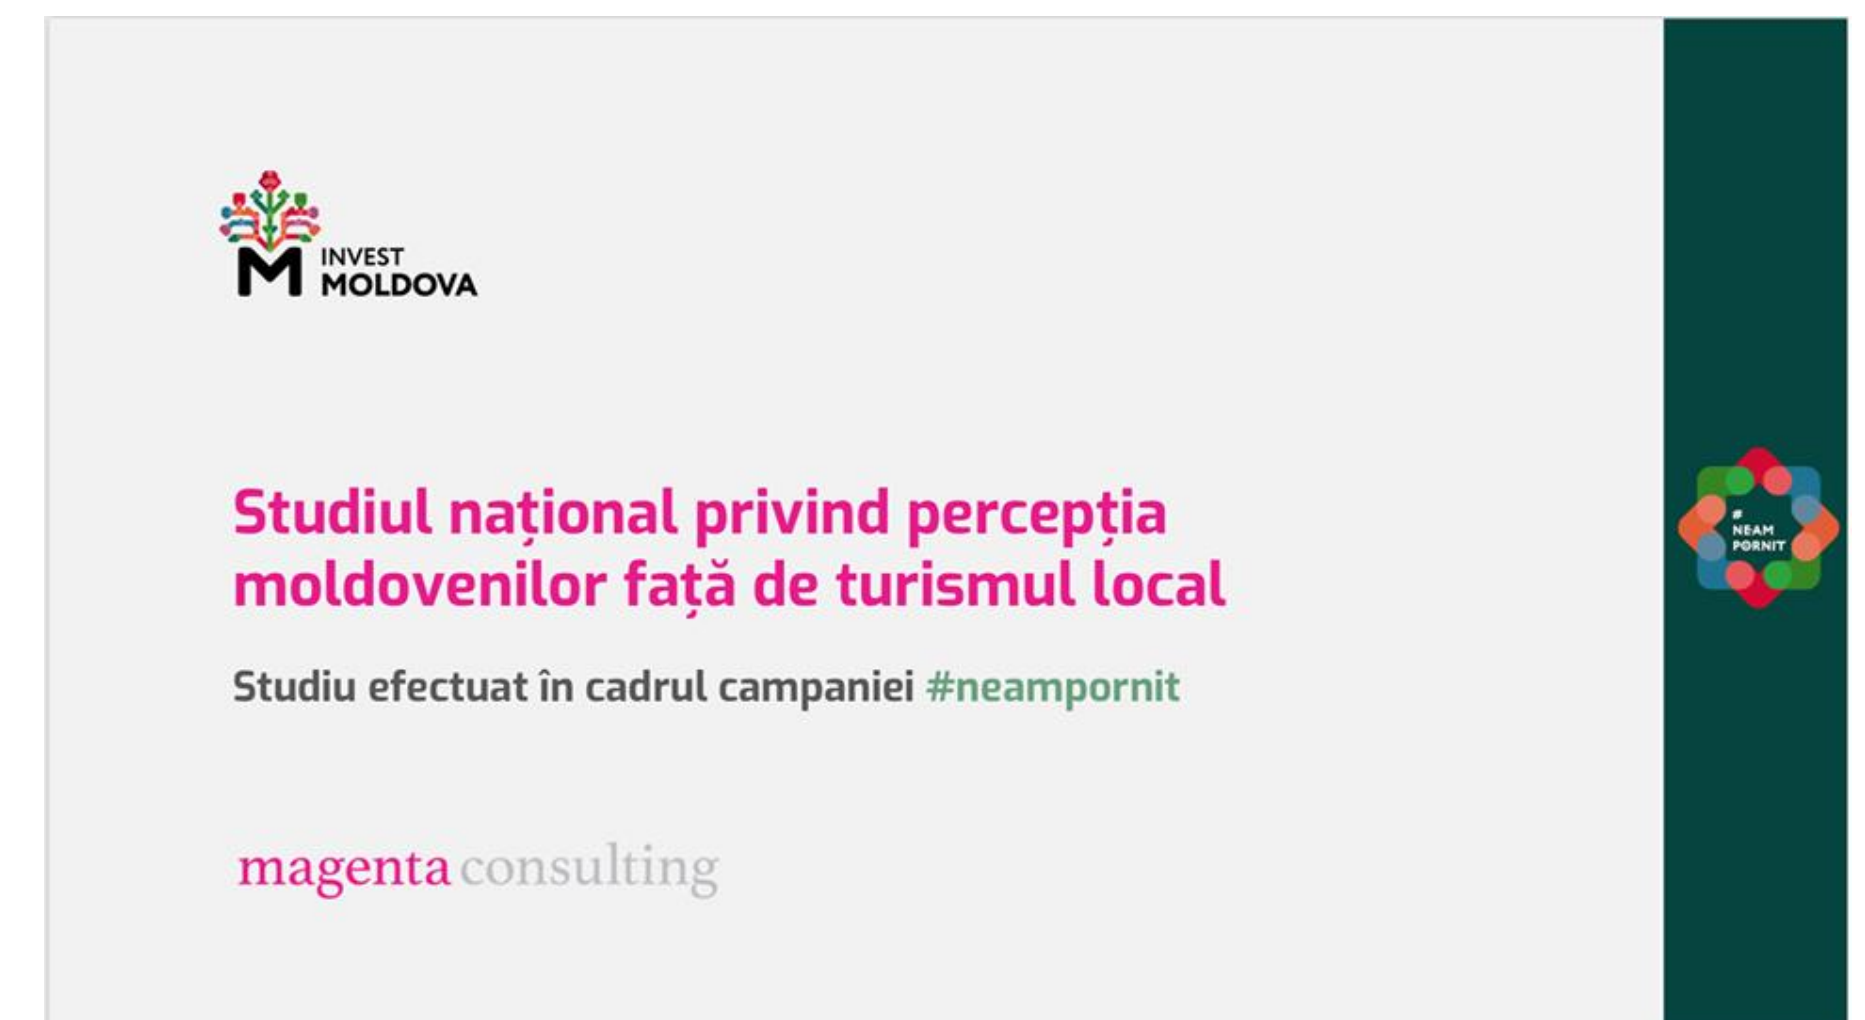 INVEST
MOLDOVA
Studiul național privind percepția
moldovenilor față de turismul local
Studiu efectuat în cadrul campaniei #neampornit
magenta consulting
#
NEAM
PORNIT